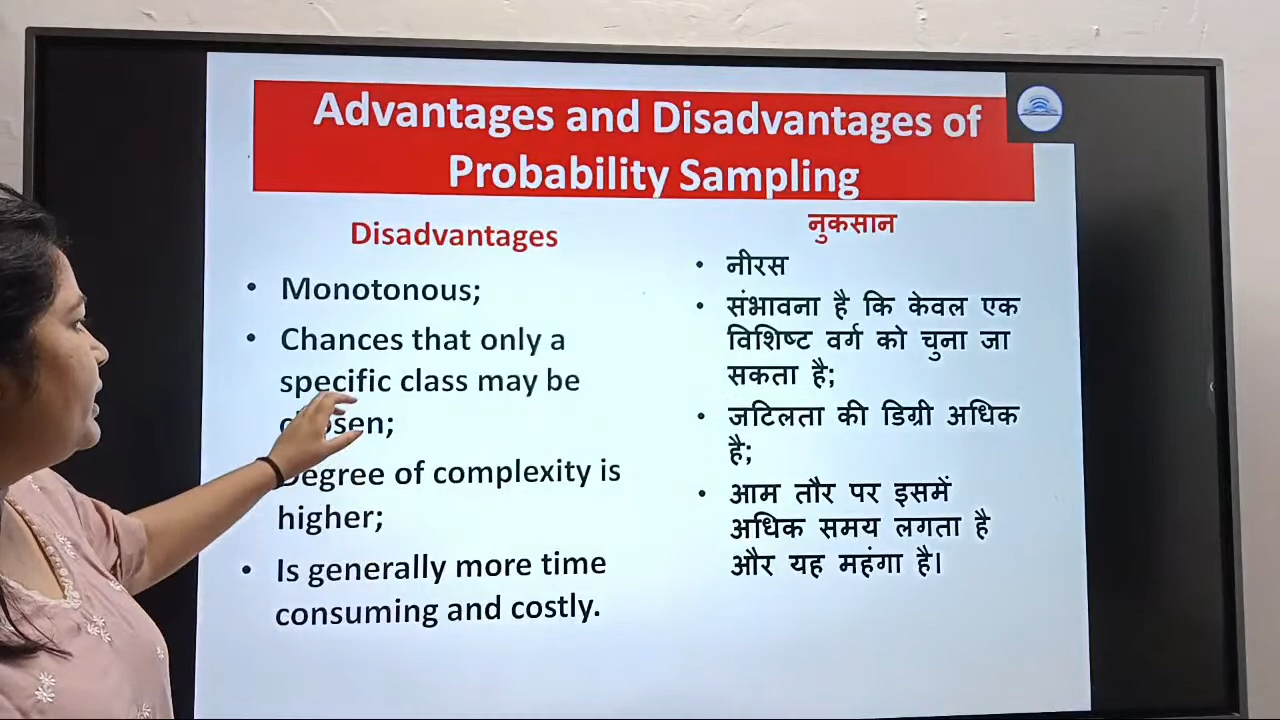 Advantages and Disadvantages of
Probability Sampling
Disadvantages
• Monotonous;
• Chances that only a
specific class may be
chosen;
Degree of complexity is
higher;
• Is generally more time
consuming and costly.
नुकसान
• नीरस
• संभावना है कि केवल एक
विशिष्ट वर्ग को चुना जा
सकता है;
• जटिलता की डिग्री अधिक
है;
• आम तौर पर इसमें
अधिक समय लगता है
और यह महंगा है।